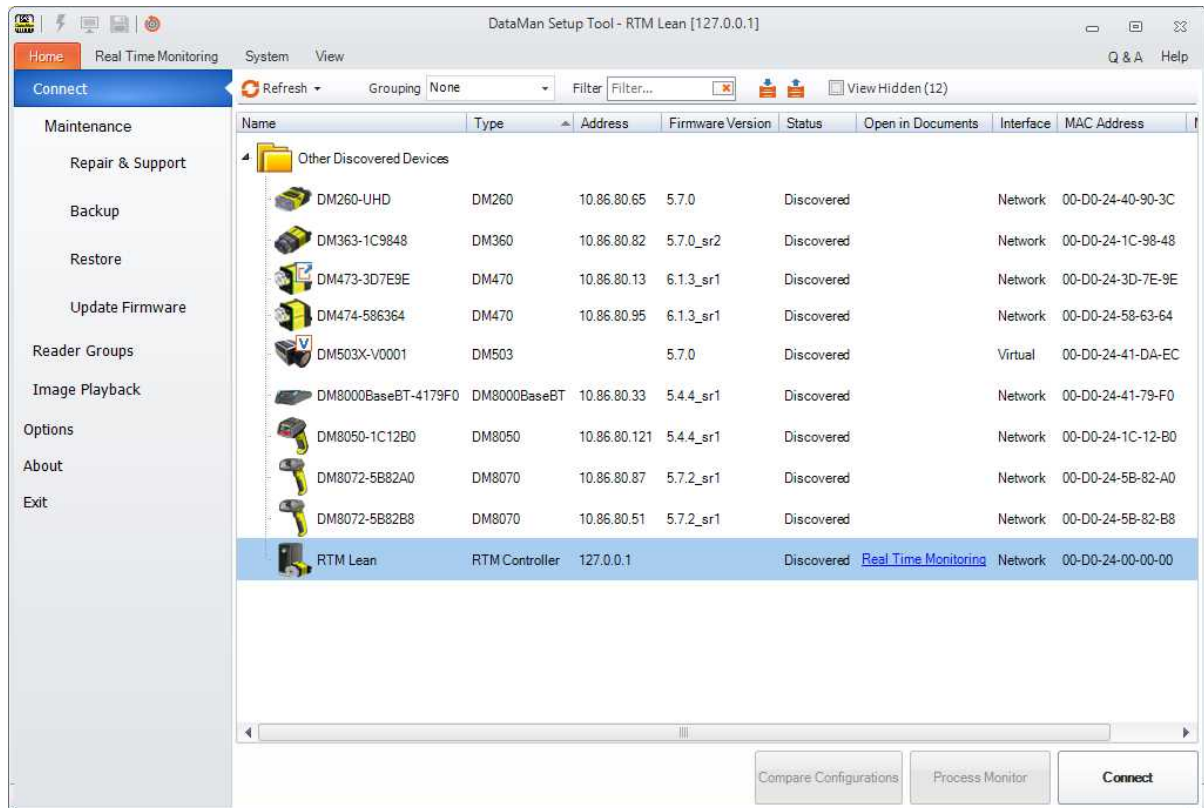 DataMan Setup Tool - RTM Lean [127.0.0.1]
Home Real Time Monitoring System View Q & A Help
Connect
Maintenance
Repair & Support
Backup
Restore
Update Firmware
Reader Groups
Image Playback
Options
About
Exit
Refresh Grouping None Filter Filter... View Hidden (12)
Name Type Address Firmware Version Status Open in Documents Interface MAC Address
Other Discovered Devices
DM260-UHD DM260 10.86.80.65 5.7.0 Discovered Network 00-D0-24-40-90-3C
DM363-1C9848 DM360 10.86.80.82 5.7.0_sr2 Discovered Network 00-D0-24-1C-98-48
DM473-3D7E9E DM470 10.86.80.13 6.1.3_sr1 Discovered Network 00-D0-24-3D-7E-9E
DM474-586364 DM470 10.86.80.95 6.1.3_sr1 Discovered Network 00-D0-24-58-63-64
V DM503X-V0001 DM503 5.7.0 Discovered Virtual 00-D0-24-41-DA-EC
DM8000BaseBT-4179F0 DM8000BaseBT 10.86.80.33 5.4.4_sr1 Discovered Network 00-D0-24-41-79-F0
DM8050-1C12B0 DM8050 10.86.80.121 5.4.4_sr1 Discovered Network 00-D0-24-1C-12-B0
DM8072-5B82A0 DM8070 10.86.80.87 5.7.2_sr1 Discovered Network 00-D0-24-5B-82-A0
DM8072-5B82B8 DM8070 10.86.80.51 5.7.2_sr1 Discovered Network 00-D0-24-5B-82-B8
RTM Lean RTM Controller 127.0.0.1 Discovered Real Time Monitoring Network 00-D0-24-00-00-00
Compare Configurations Process Monitor Connect